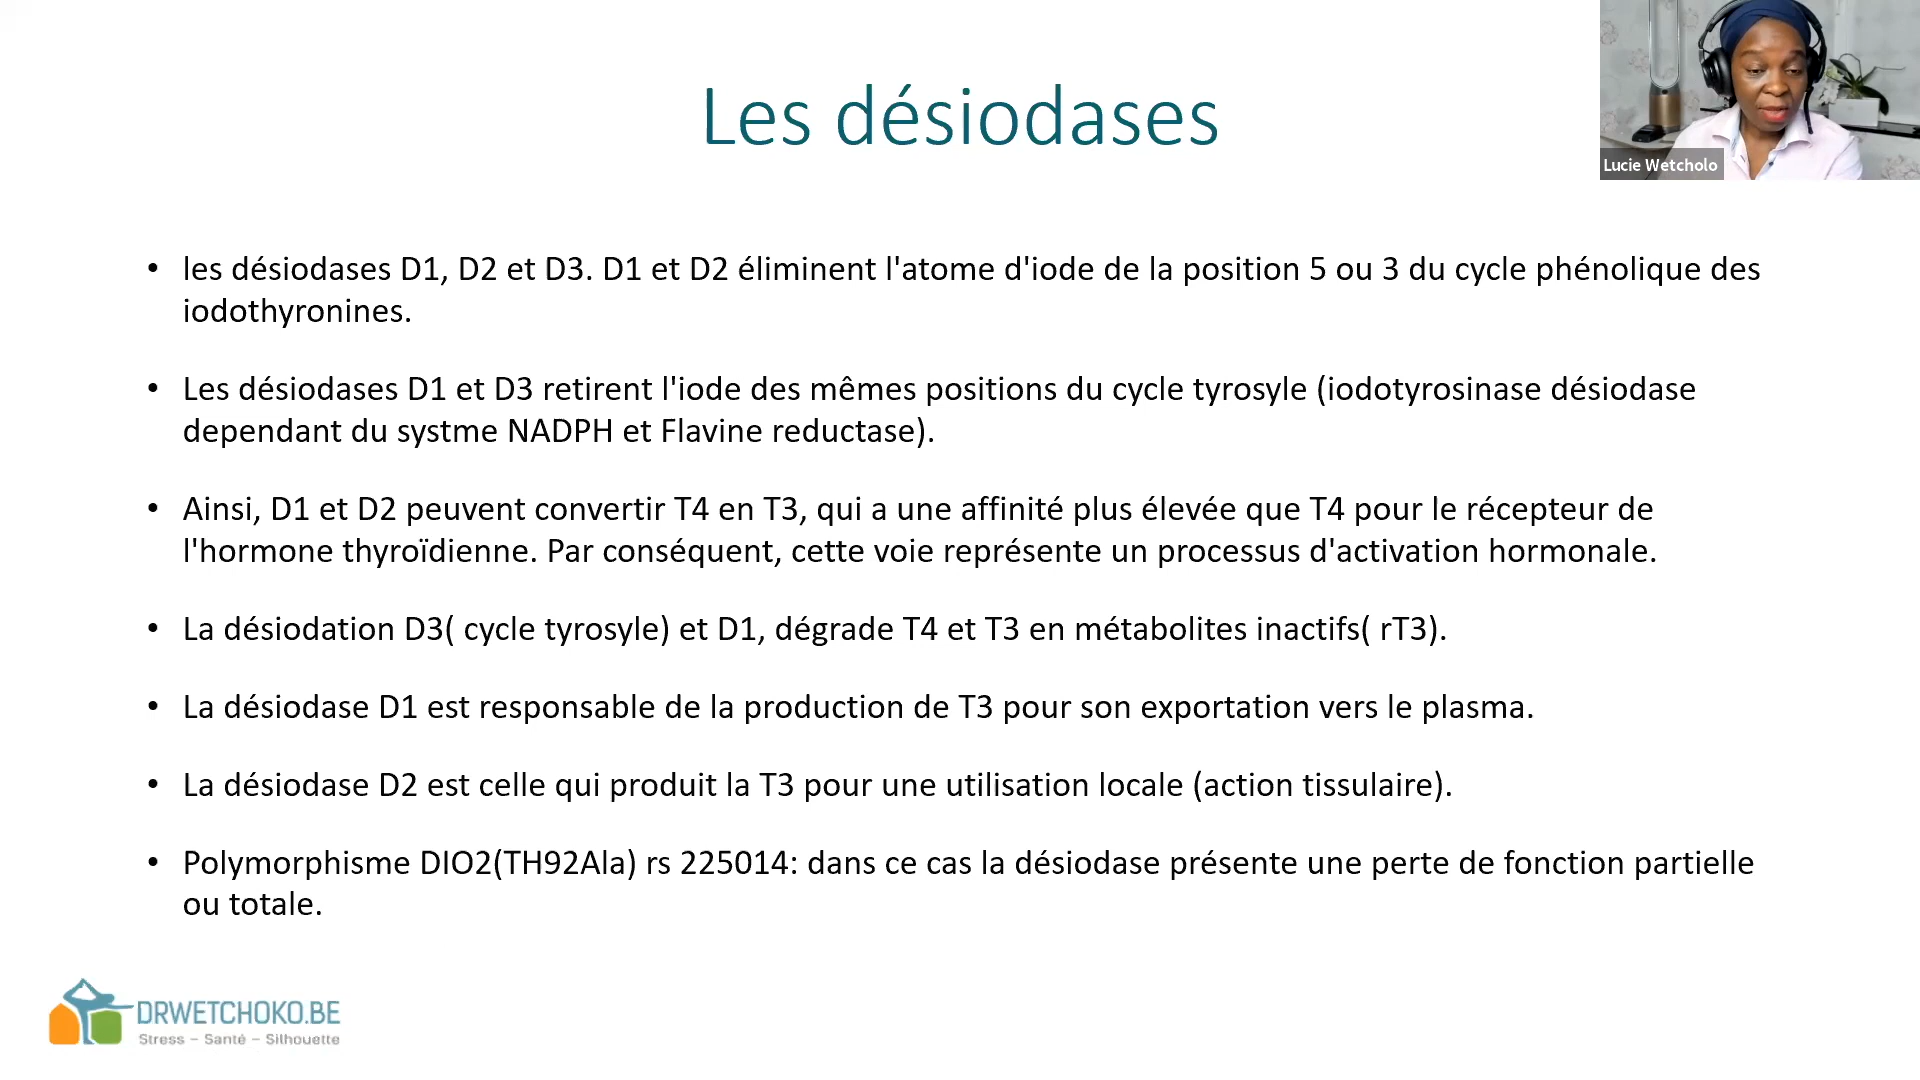 Les désiodases
Lucie Wetcholo
• les désiodases D1, D2 et D3. D1 et D2 éliminent l'atome d'iode de la position 5 ou 3 du cycle phénolique des
iodothyronines.
• Les désiodases D1 et D3 retirent l'iode des mêmes positions du cycle tyrosyle (iodotyrosinase désiodase
dependant du systme NADPH et Flavine reductase).
• Ainsi, D1 et D2 peuvent convertir T4 en T3, qui a une affinité plus élevée que T4 pour le récepteur de
l'hormone thyroïdienne. Par conséquent, cette voie représente un processus d'activation hormonale.
• La désiodation D3( cycle tyrosyle) et D1, dégrade T4 et T3 en métabolites inactifs( rT3).
• La désiodase D1 est responsable de la production de T3 pour son exportation vers le plasma.
• La désiodase D2 est celle qui produit la T3 pour une utilisation locale (action tissulaire).
• Polymorphisme DIO2(TH92Ala) rs 225014: dans ce cas la désiodase présente une perte de fonction partielle
ou totale.
DRWETCHOKO.BE
Stress – Santé – Silhouette